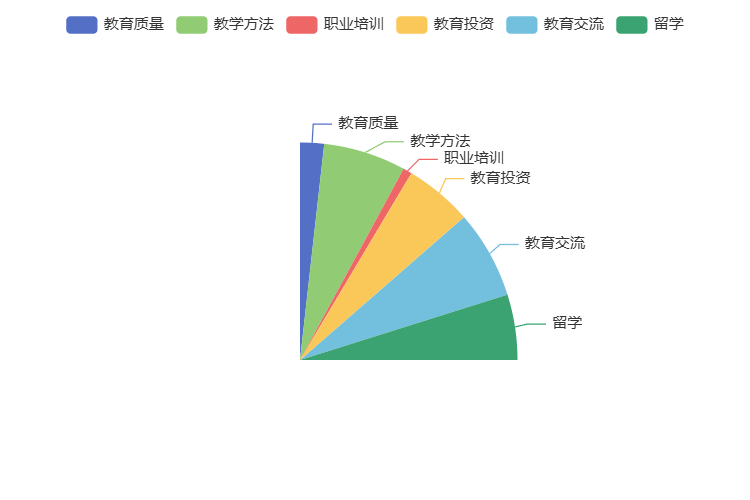 教育质量 教学方法 职业培训 教育投资 教育交流 留学
教育质量
教学方法
职业培训
教育投资
教育交流
留学